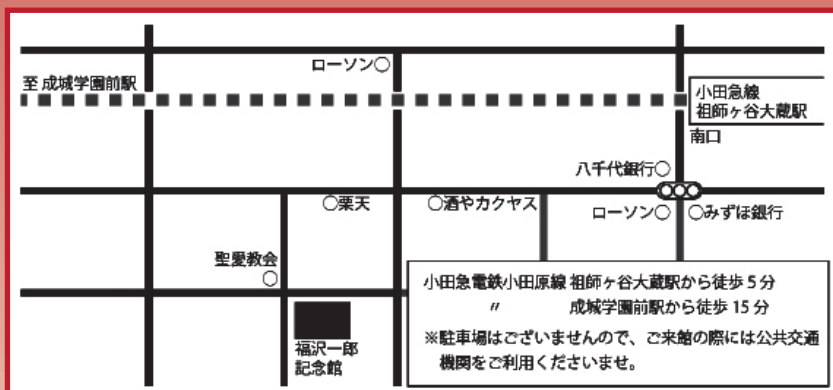 ローソン
至 成城学園前駅
小田急線
祖師ヶ谷大蔵駅
南口
八千代銀行
栗天
酒やカクヤス
ローソン
みずほ銀行
聖愛教会
小田急電鉄小田原線 祖師ヶ谷大蔵駅から徒歩5分
〃 成城学園前駅から徒歩15分
※駐車場はございませんので、ご来館の際には公共交通
機関をご利用くださいませ。
福沢一郎
記念館